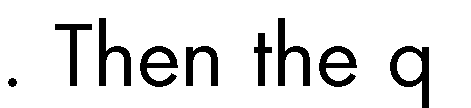 . Then the q